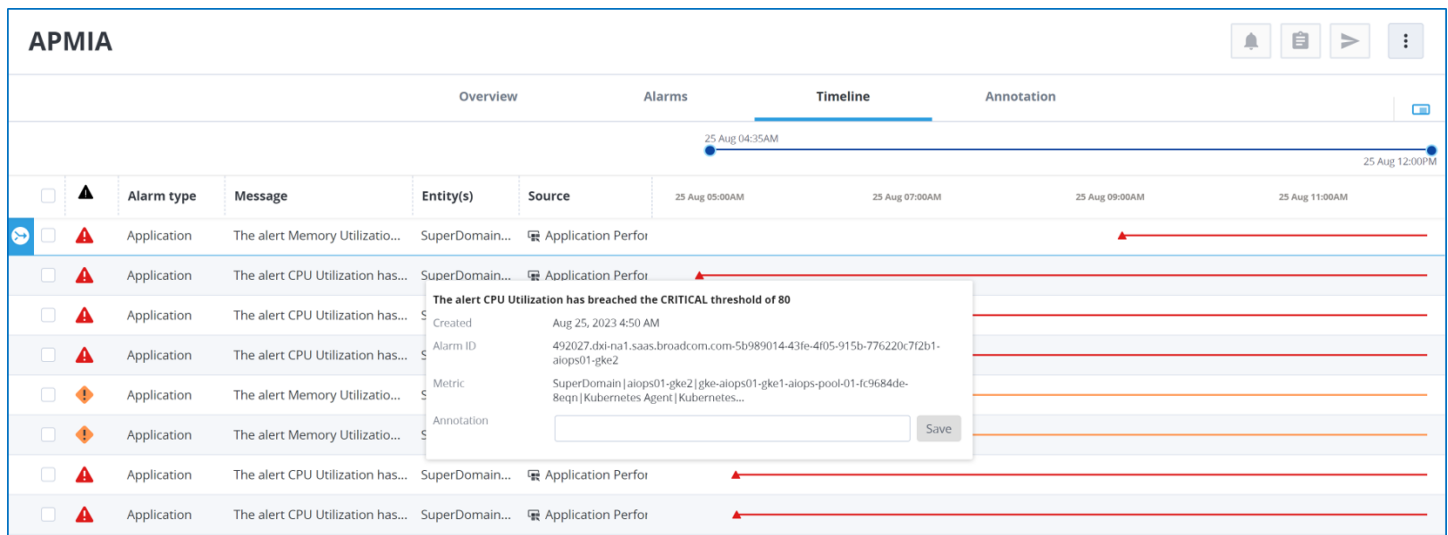 APMIA
Overview Alarms Timeline Annotation
25 Aug 04:35AM
25 Aug 12:00PM
Alarm type Message Entity(s) Source 25 Aug 05:00AM 25 Aug 07:00AM 25 Aug 09:00AM 25 Aug 11:00AM
Application The alert Memory Utilizatio... SuperDomain... Application Perfor
Application The alert CPU Utilization has... SuperDomain... Application Perfor
The alert CPU Utilization has breached the CRITICAL threshold of 80
Application The alert CPU Utilization has... S
Created Aug 25, 2023 4:50 AM
Alarm ID 492027.dxi-na1.saas.broadcom.com-5b989014-43fe-4f05-915b-776220c7f2b1-
aiops01-gke2
Application The alert CPU Utilization has... S
Metric SuperDomain|aiops01-gke2|gke-aiops01-gke1-aiops-pool-01-fc9684de-
8eqn|Kubernetes Agent|Kubernetes...
Application The alert Memory Utilizatio... S
Annotation
Save
Application The alert Memory Utilizatio... S
Application The alert CPU Utilization has... SuperDomain... Application Perfor
Application The alert CPU Utilization has... SuperDomain... Application Perfor